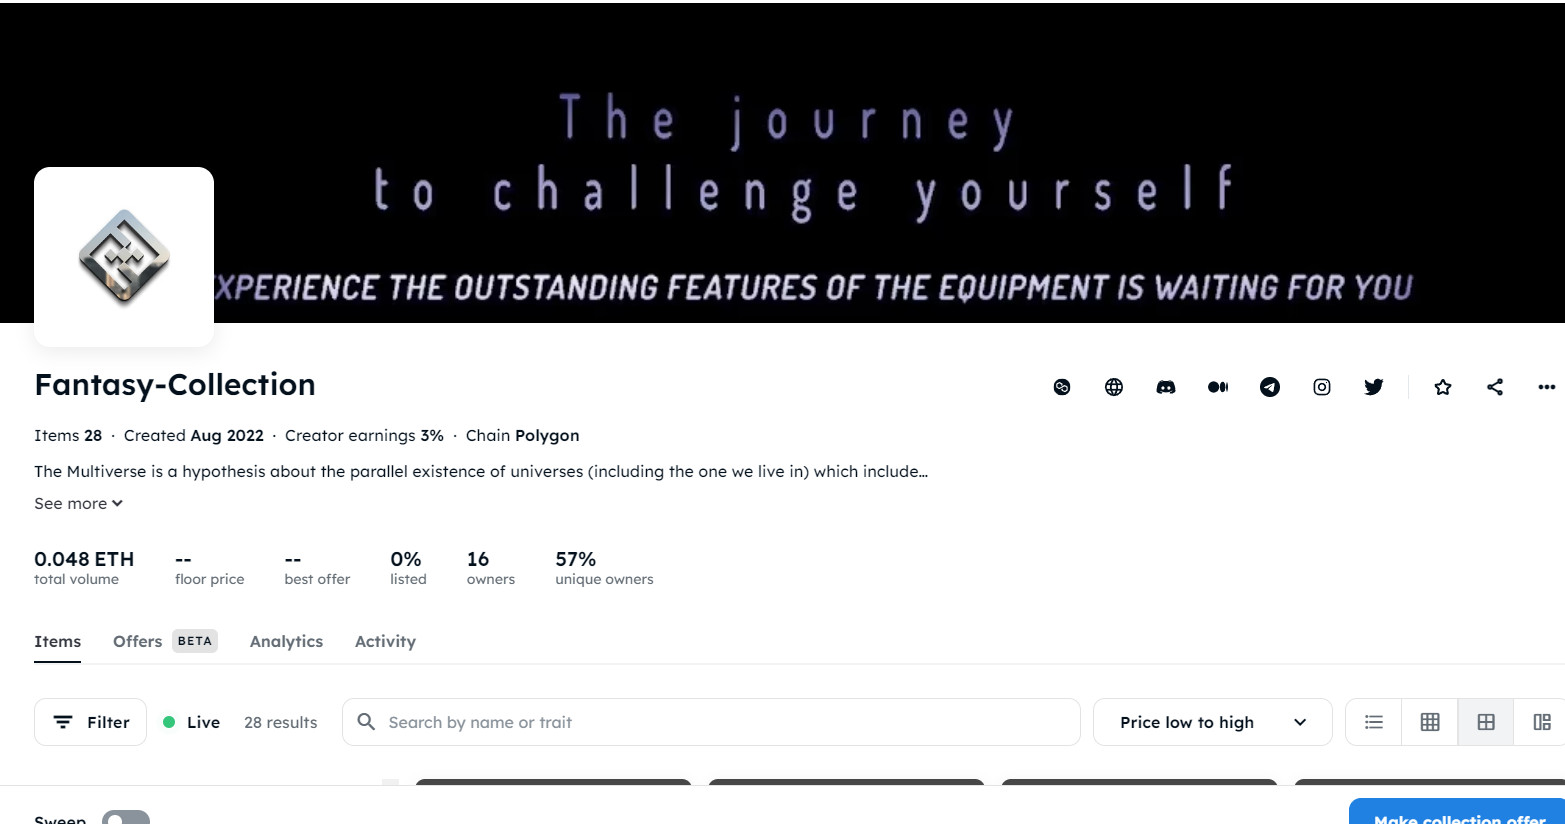 The journey
to challenge yourself
EXPERIENCE THE OUTSTANDING FEATURES OF THE EQUIPMENT IS WAITING FOR YOU
Fantasy-Collection
Items 28 · Created Aug 2022 · Creator earnings 3% · Chain Polygon
The Multiverse is a hypothesis about the parallel existence of universes (including the one we live in) which include…
See more
0.048 ETH -- -- 0% 16 57%
total volume floor price best offer listed owners unique owners
Items Offers BETA Analytics Activity
Filter Live 28 results Search by name or trait Price low to high
Sweep Make collection offer